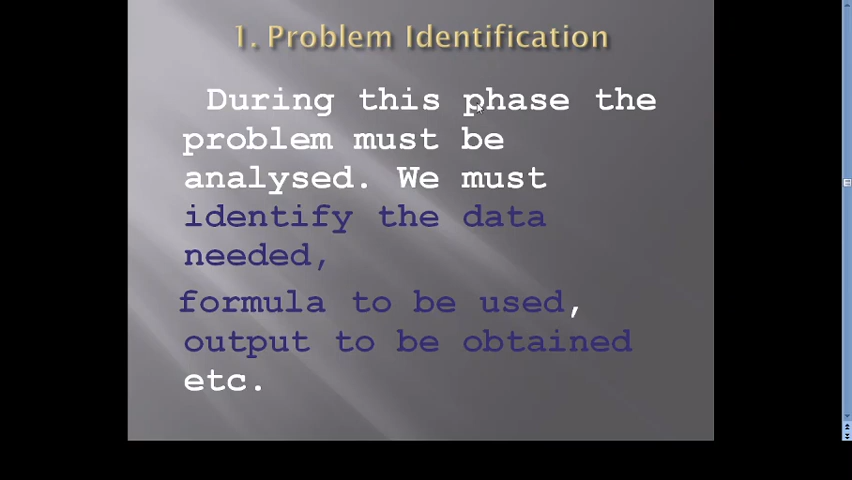 1. Problem Identification
During this phase the
problem must be
analysed. We must
identify the data
needed,
formula to be used,
output to be obtained
etc.